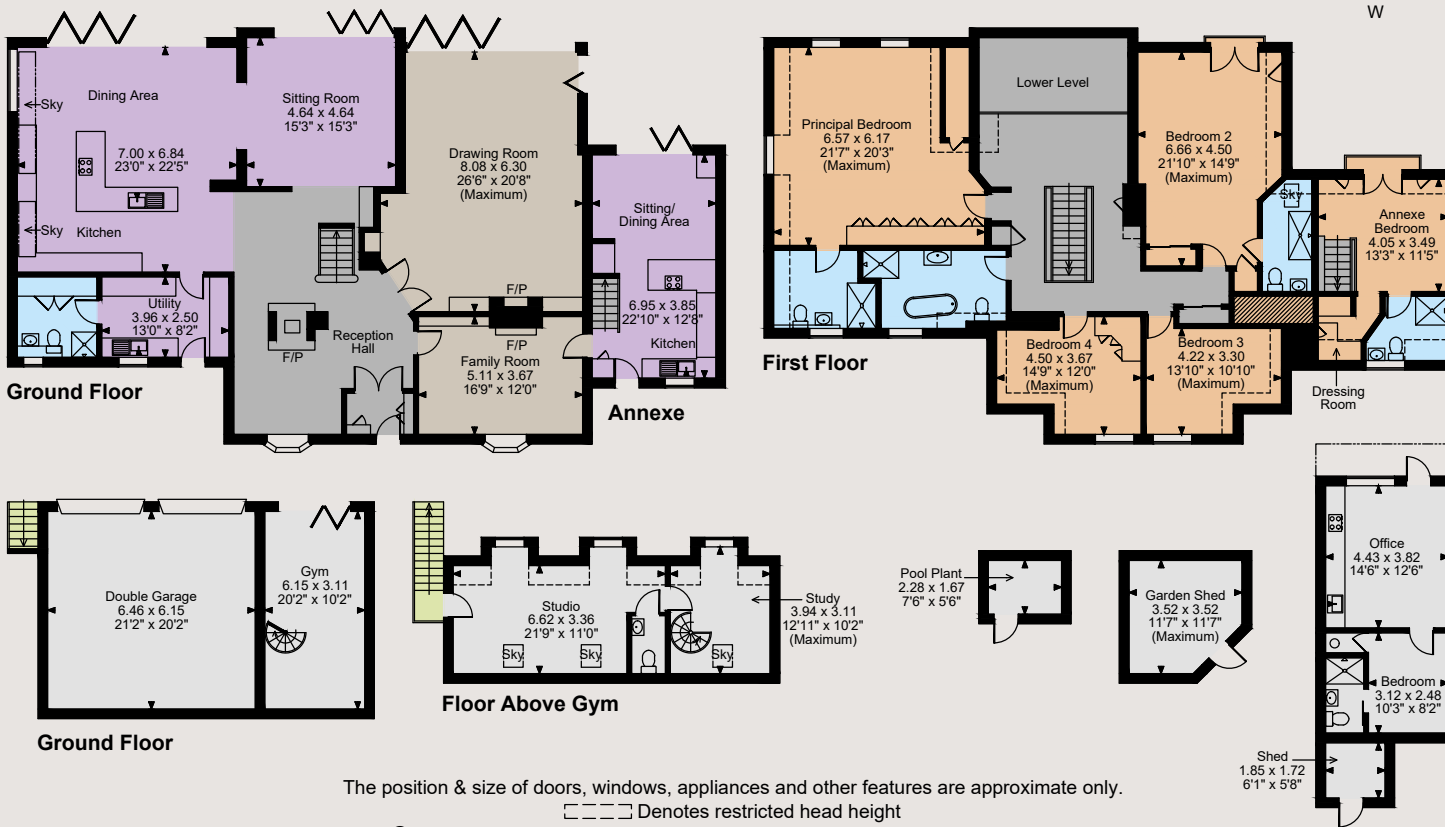 W
Dining Area
Sky
7.00 x 6.84
23'0" x 22'5"
Sky
Kitchen
Sitting Room
4.64 x 4.64
15'3" x 15'3"
Drawing Room
8.08 x 6.30
26'6" x 20'8"
(Maximum)
Sitting/
Dining Area
6.95 x 3.85
22'10" x 12'8"
Kitchen
Utility
3.96 x 2.50
13'0" x 8'2"
F/P
Reception
Hall
F/P
F/P
Family Room
5.11 x 3.67
16'9" x 12'0"
Ground Floor
Annexe
Lower Level
Principal Bedroom
6.57 x 6.17
21'7" x 20'3"
(Maximum)
Bedroom 2
6.66 x 4.50
21'10" x 14'9"
(Maximum)
Sky
Annexe
Bedroom
4.05 x 3.49
13'3" x 11'5"
Bedroom 4
4.50 x 3.67
14'9" x 12'0"
(Maximum)
Bedroom 3
4.22 x 3.30
13'10" x 10'10"
(Maximum)
Dressing
Room
First Floor
Double Garage
6.46 x 6.15
21'2" x 20'2"
Gym
6.15 x 3.11
20'2" x 10'2"
Ground Floor
Studio
6.62 x 3.36
21'9" x 11'0"
Sky
Sky
Sky
Study
3.94 x 3.11
12'11" x 10'2"
(Maximum)
Floor Above Gym
Pool Plant
2.28 x 1.67
7'6" x 5'6"
Garden Shed
3.52 x 3.52
11'7" x 11'7"
(Maximum)
Office
4.43 x 3.82
14'6" x 12'6"
Bedroom
3.12 x 2.48
10'3" x 8'2"
Shed
1.85 x 1.72
6'1" x 5'8"
The position & size of doors, windows, appliances and other features are approximate only.
Denotes restricted head height